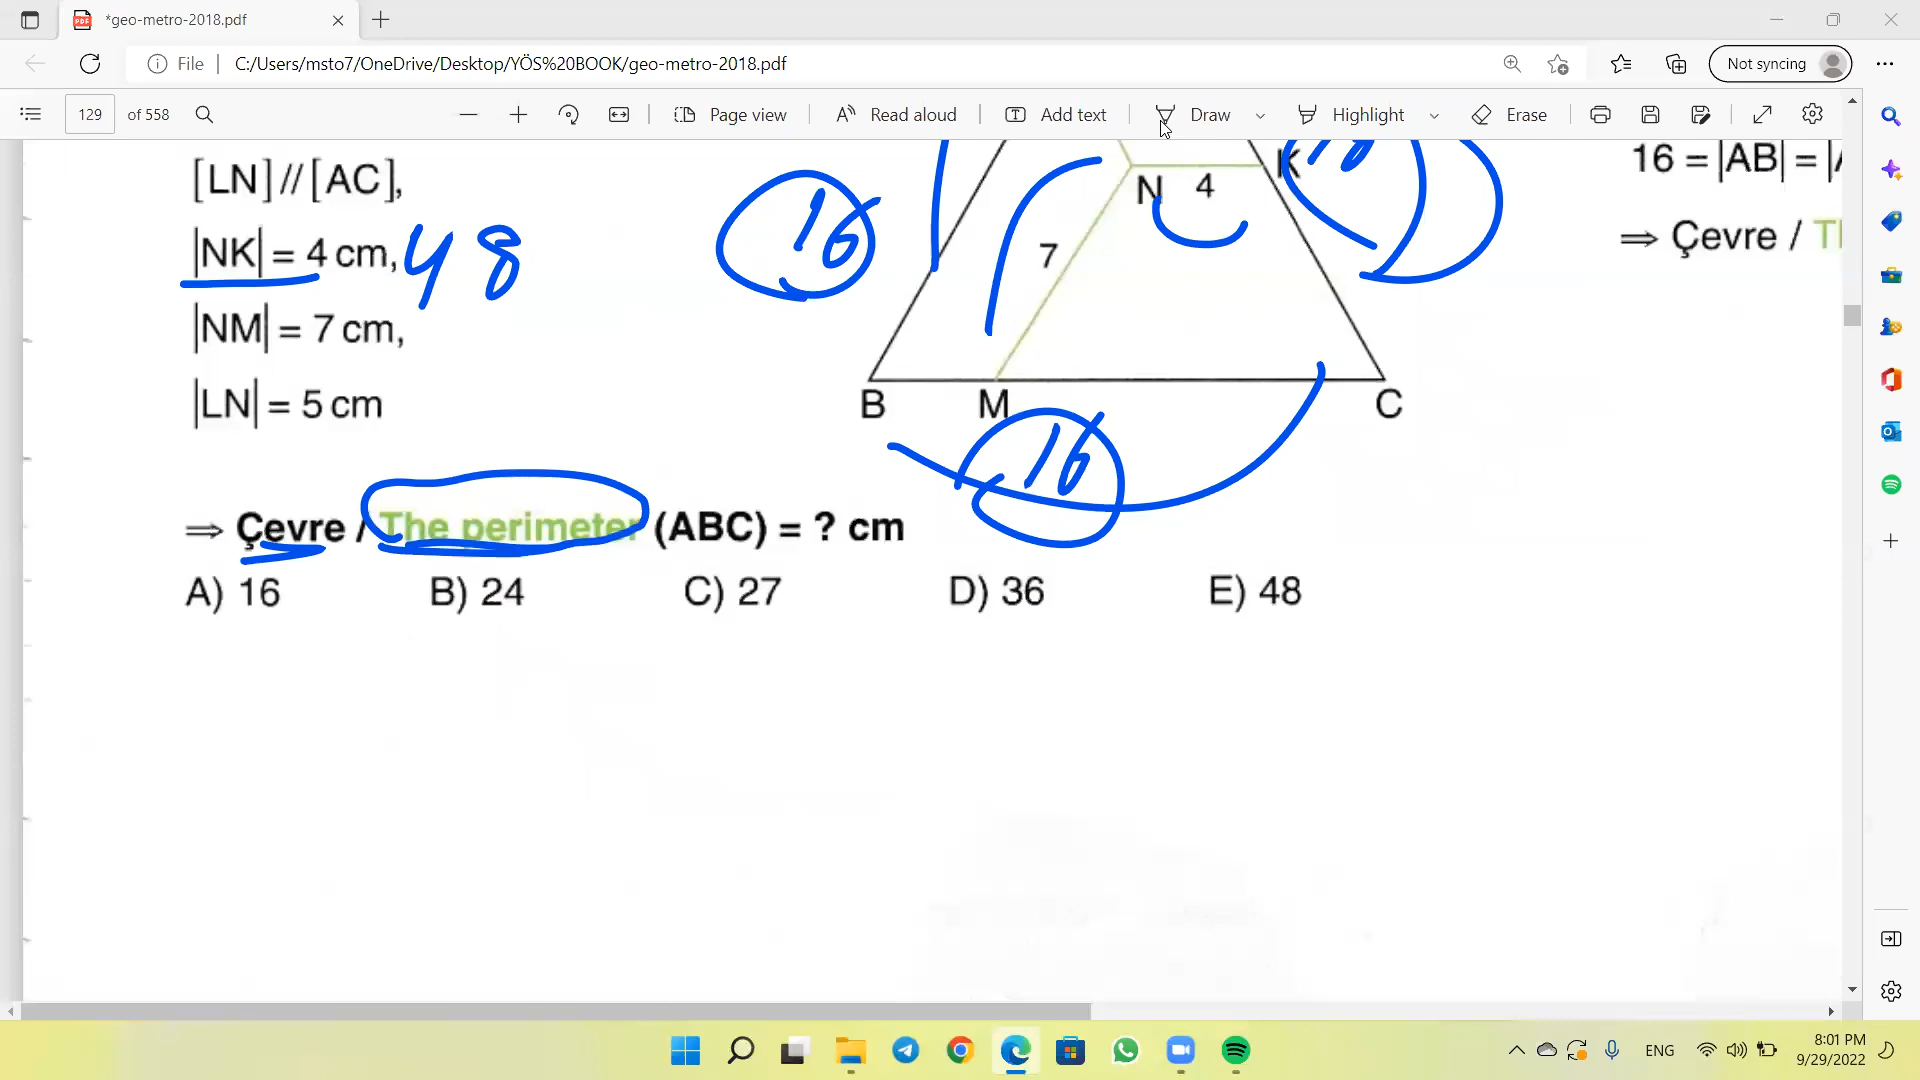 *geo-metro-2018.pdf
File C:/Users/msto7/OneDrive/Desktop/YÖS%20BOOK/geo-metro-2018.pdf Not syncing
129 of 558 Page view Read aloud Add text Draw Highlight Erase
[LN] // [AC],
|NK| = 4 cm, 48
|NM| = 7 cm,
|LN| = 5 cm
16
N 4 K
7
B M C
16
16 = |AB| =
⇒ Çevre /
⇒ Çevre / The perimeter (ABC) = ? cm
A) 16 B) 24 C) 27 D) 36 E) 48
ENG 8:01 PM
9/29/2022